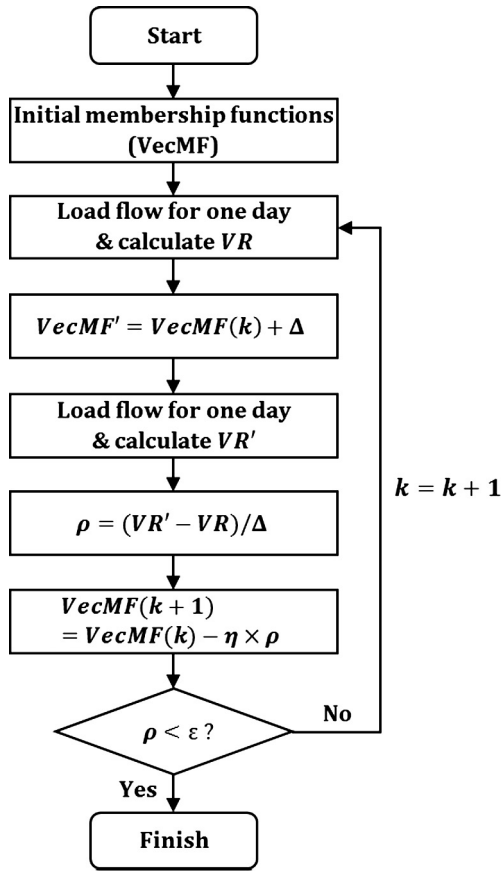 Start
Initial membership functions
(VecMF)
Load flow for one day
& calculate VR
VecMF′ = VecMF(k) + Δ
Load flow for one day
& calculate VR′
k = k + 1
ρ = (VR′ − VR)/Δ
VecMF(k + 1)
= VecMF(k) − η × ρ
ρ < ε ?
No
Yes
Finish